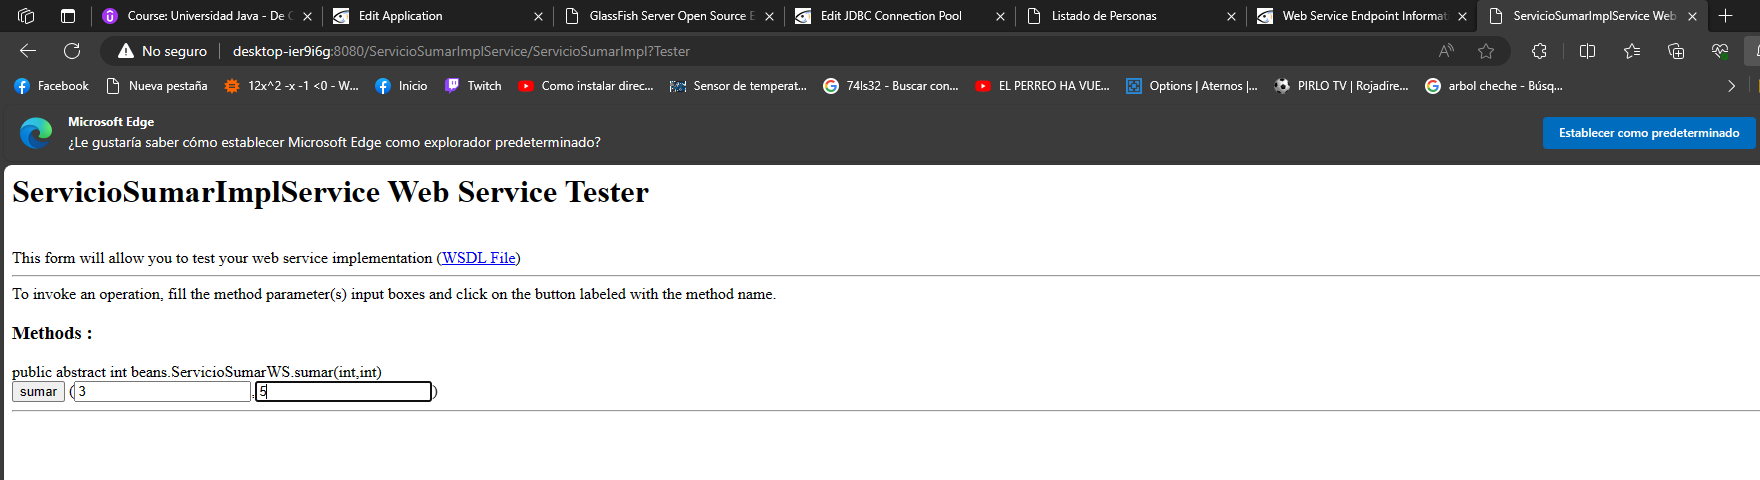 Course: Universidad Java - De C
Edit Application
GlassFish Server Open Source E
Edit JDBC Connection Pool
Listado de Personas
Web Service Endpoint Informat
ServicioSumarImplService Web
No seguro
desktop-ier9i6g:8080/ServicioSumarImplService/ServicioSumarImpl?Tester
Facebook
Nueva pestaña
12x^2 -x -1 <0 - W...
Inicio
Twitch
Como instalar direc...
Sensor de temperat...
74ls32 - Buscar con...
EL PERREO HA VUE...
Options | Aternos |...
PIRLO TV | Rojadire...
arbol cheche - Búsq...
Microsoft Edge
¿Le gustaría saber cómo establecer Microsoft Edge como explorador predeterminado?
Establecer como predeterminado
ServicioSumarImplService Web Service Tester
This form will allow you to test your web service implementation (WSDL File)
To invoke an operation, fill the method parameter(s) input boxes and click on the button labeled with the method name.
Methods :
public abstract int beans.ServicioSumarWS.sumar(int,int)
sumar (3,5)